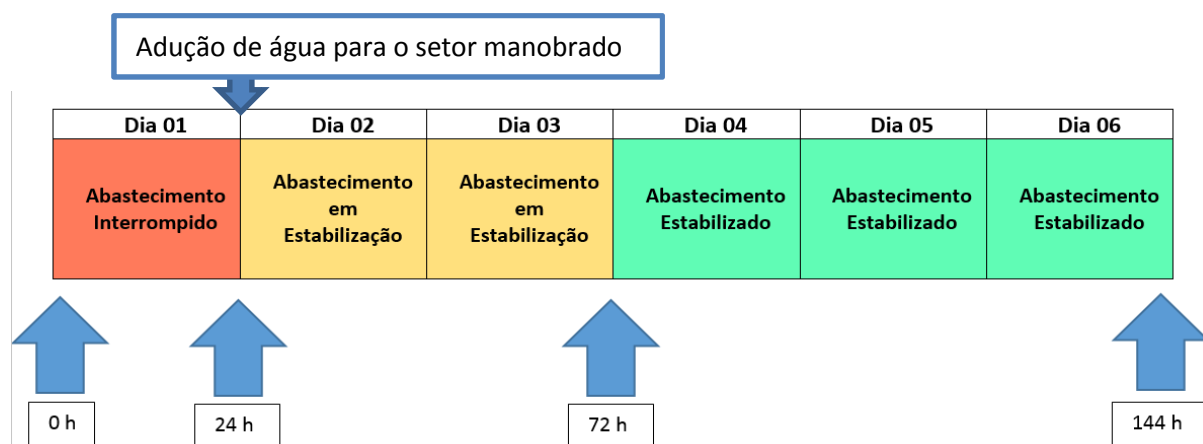 Adução de água para o setor manobrado
Dia 01
Dia 02
Dia 03
Dia 04
Dia 05
Dia 06
Abastecimento
Interrompido
Abastecimento
em
Estabilização
Abastecimento
em
Estabilização
Abastecimento
Estabilizado
Abastecimento
Estabilizado
Abastecimento
Estabilizado
0 h
24 h
72 h
144 h